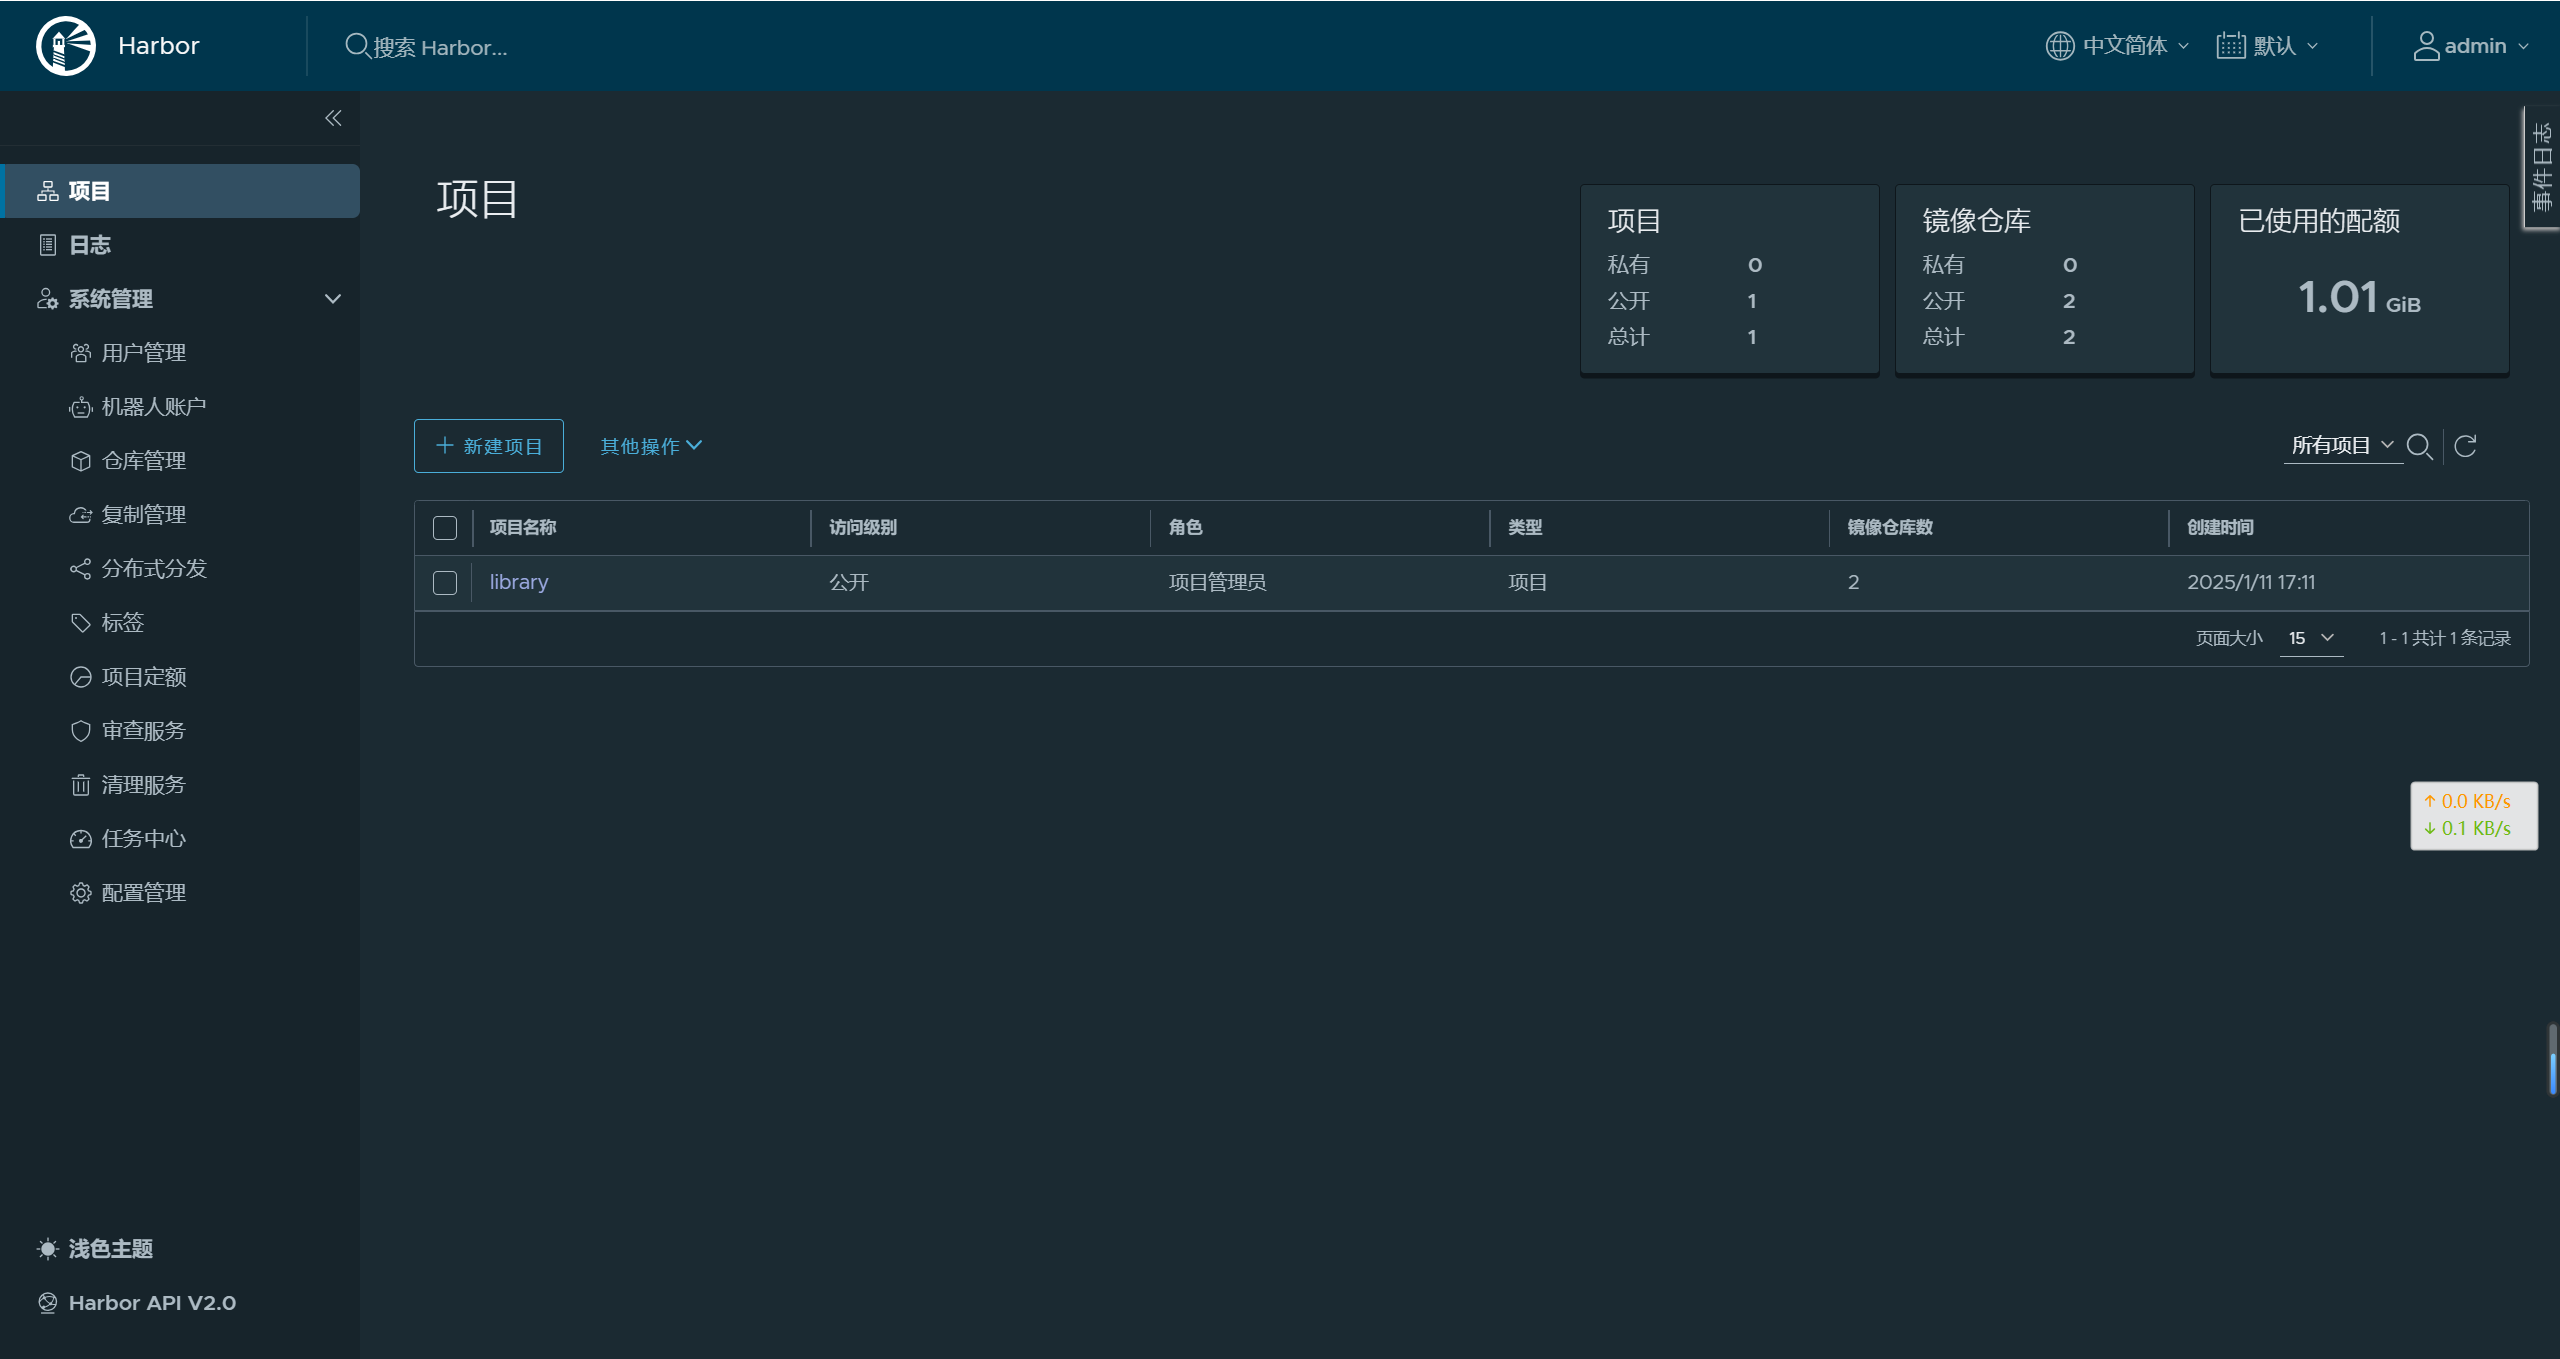 Harbor
搜索 Harbor...
中文简体
默认
admin
事件日志
项目
日志
系统管理
用户管理
机器人账户
仓库管理
复制管理
分布式分发
标签
项目定额
审查服务
清理服务
任务中心
配置管理
浅色主题
Harbor API V2.0
项目
项目
私有 0
公开 1
总计 1
镜像仓库
私有 0
公开 2
总计 2
已使用的配额
1.01 GiB
新建项目
其他操作
所有项目
项目名称 访问级别 角色 类型 镜像仓库数 创建时间
library 公开 项目管理员 项目 2 2025/1/11 17:11
页面大小 15 1 - 1 共计 1 条记录
↑ 0.0 KB/s
↓ 0.1 KB/s